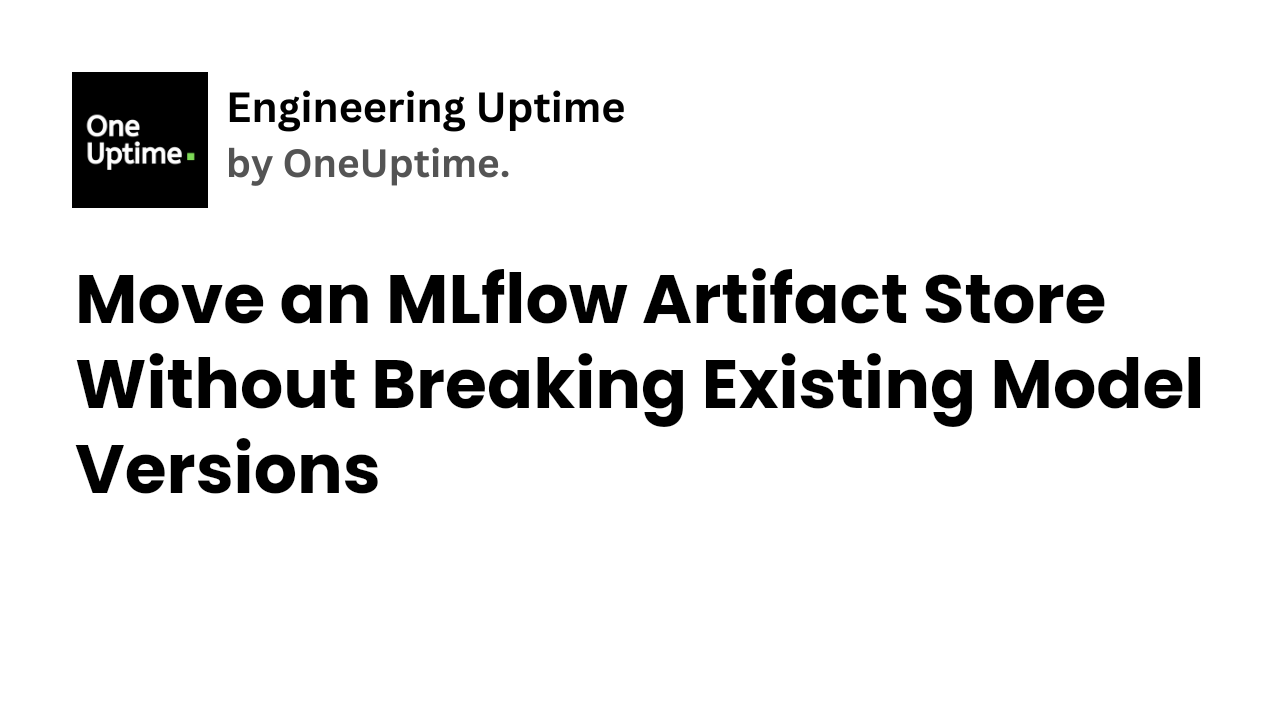 One
Uptime.
Engineering Uptime
by OneUptime.
Move an MLflow Artifact Store
Without Breaking Existing Model
Versions